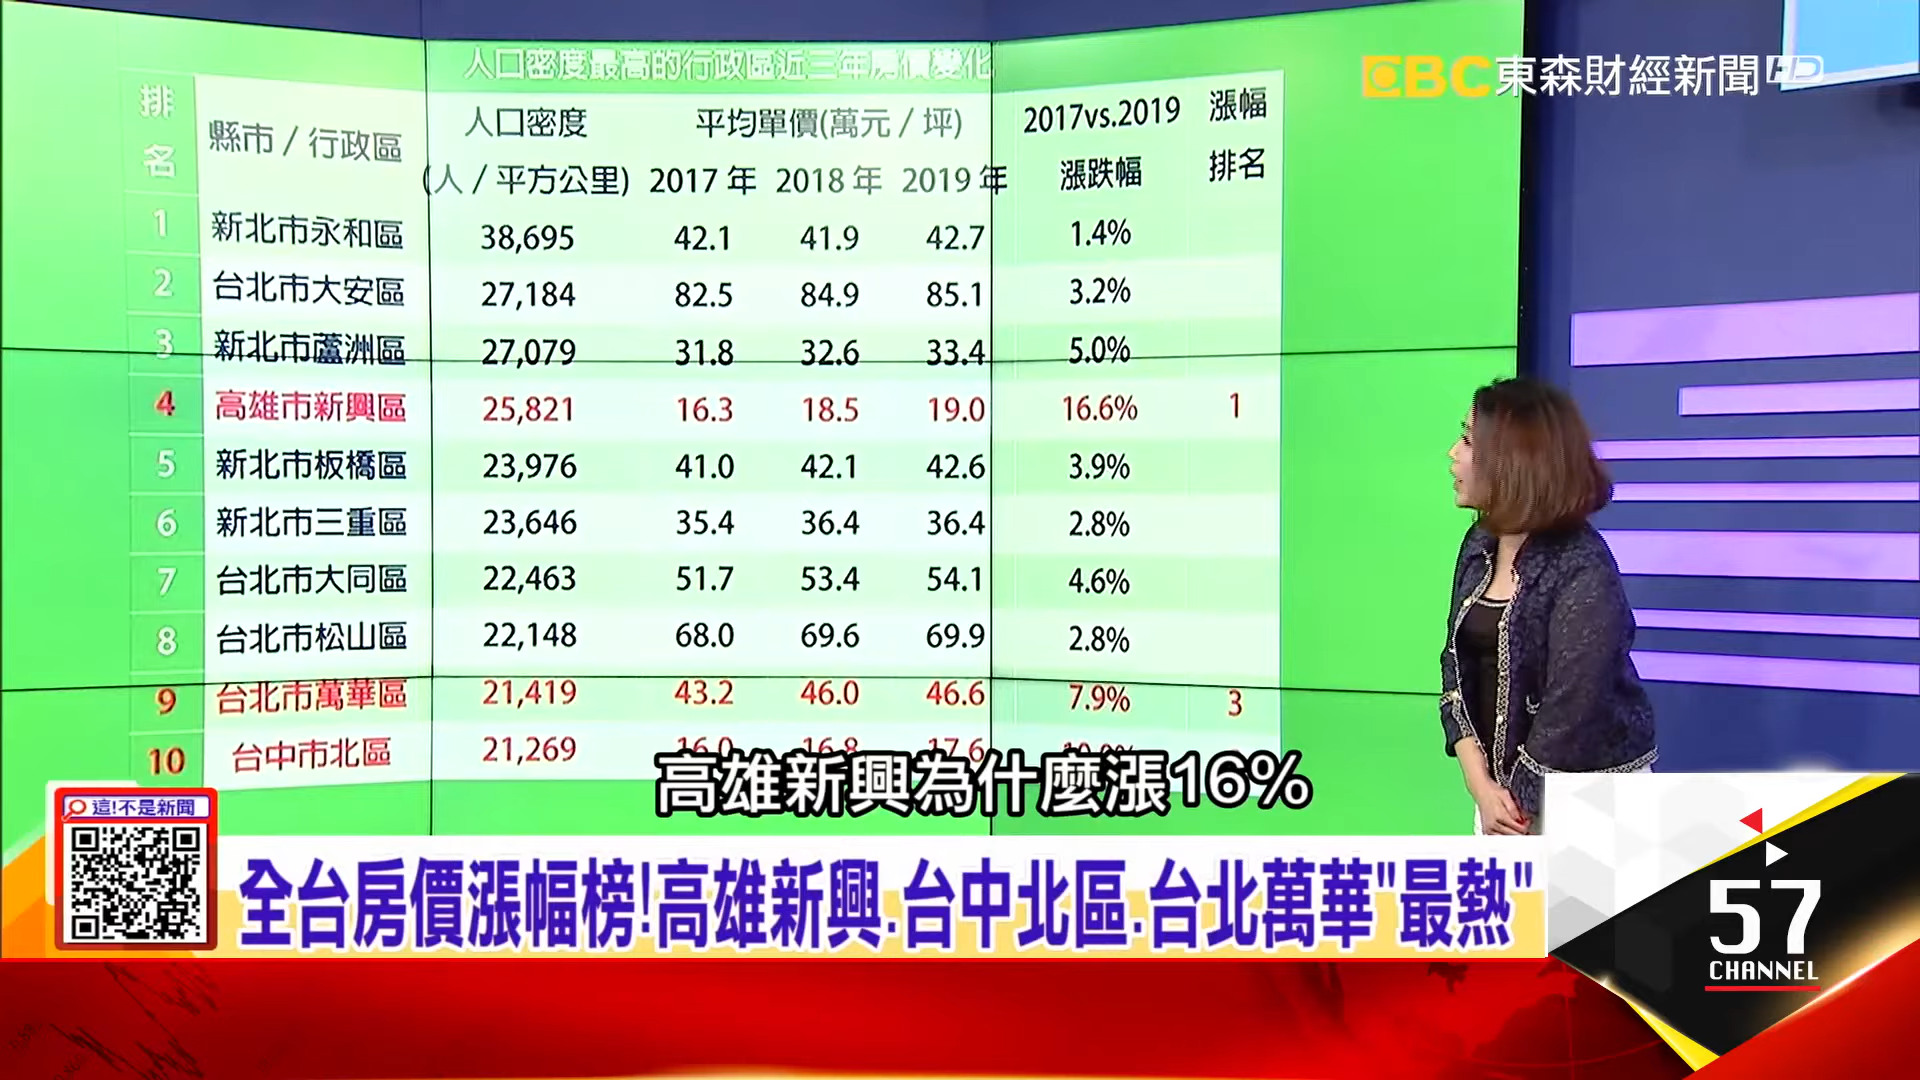 人口密度最高的行政區近三年房價變化
EBC東森財經新聞HD
排名 縣市/行政區 人口密度(人/平方公里) 平均單價(萬元/坪) 2017年 2018年 2019年 2017vs.2019漲跌幅 漲幅排名
1 新北市永和區 38,695 42.1 41.9 42.7 1.4%
2 台北市大安區 27,184 82.5 84.9 85.1 3.2%
3 新北市蘆洲區 27,079 31.8 32.6 33.4 5.0%
4 高雄市新興區 25,821 16.3 18.5 19.0 16.6% 1
5 新北市板橋區 23,976 41.0 42.1 42.6 3.9%
6 新北市三重區 23,646 35.4 36.4 36.4 2.8%
7 台北市大同區 22,463 51.7 53.4 54.1 4.6%
8 台北市松山區 22,148 68.0 69.6 69.9 2.8%
9 台北市萬華區 21,419 43.2 46.0 46.6 7.9% 3
10 台中市北區 21,269 16.0 16.8 17.6
高雄新興為什麼漲16%
這!不是新聞
全台房價漲幅榜!高雄新興.台中北區.台北萬華"最熱"
57
CHANNEL